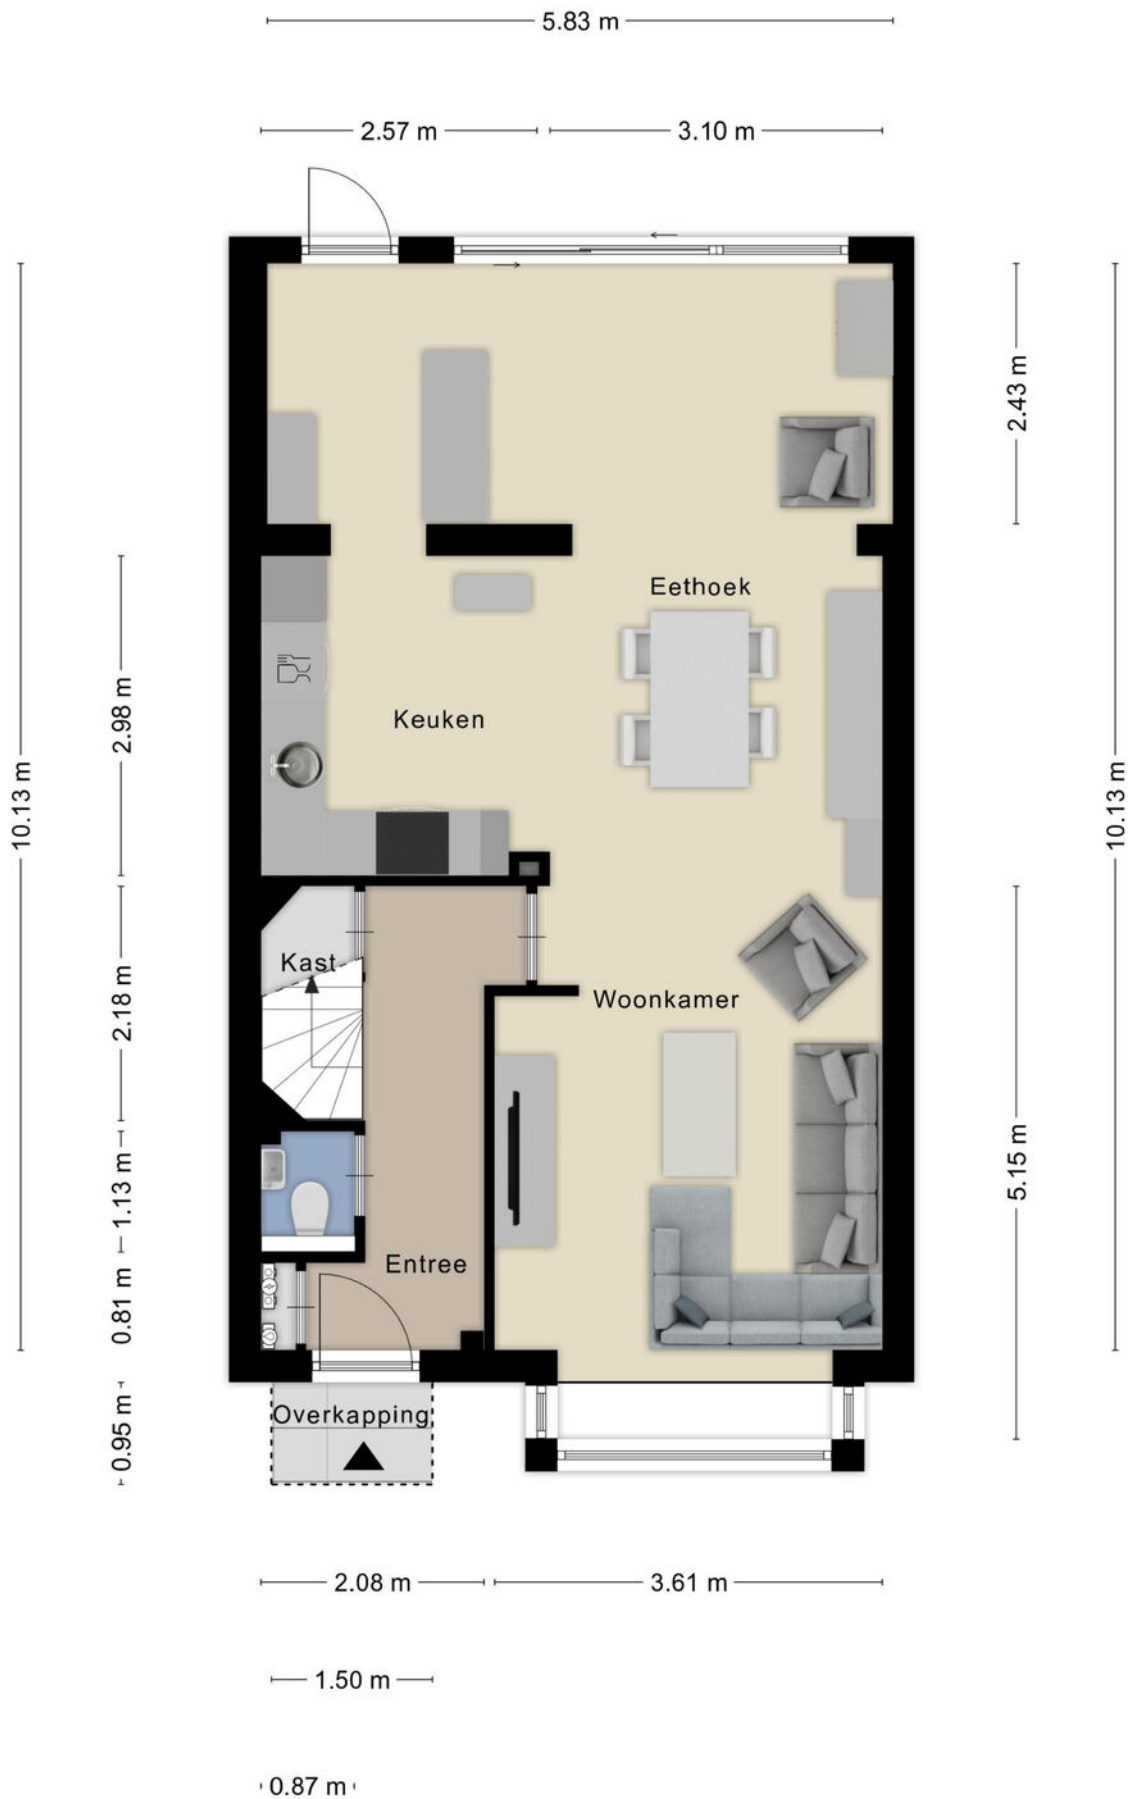 5.83 m
2.57 m
3.10 m
2.43 m
Eethoek
2.98 m
Keuken
10.13 m
10.13 m
Kast
2.18 m
Woonkamer
1.13 m
5.15 m
Entree
0.81 m
Overkapping
0.95 m
2.08 m
3.61 m
1.50 m
0.87 m